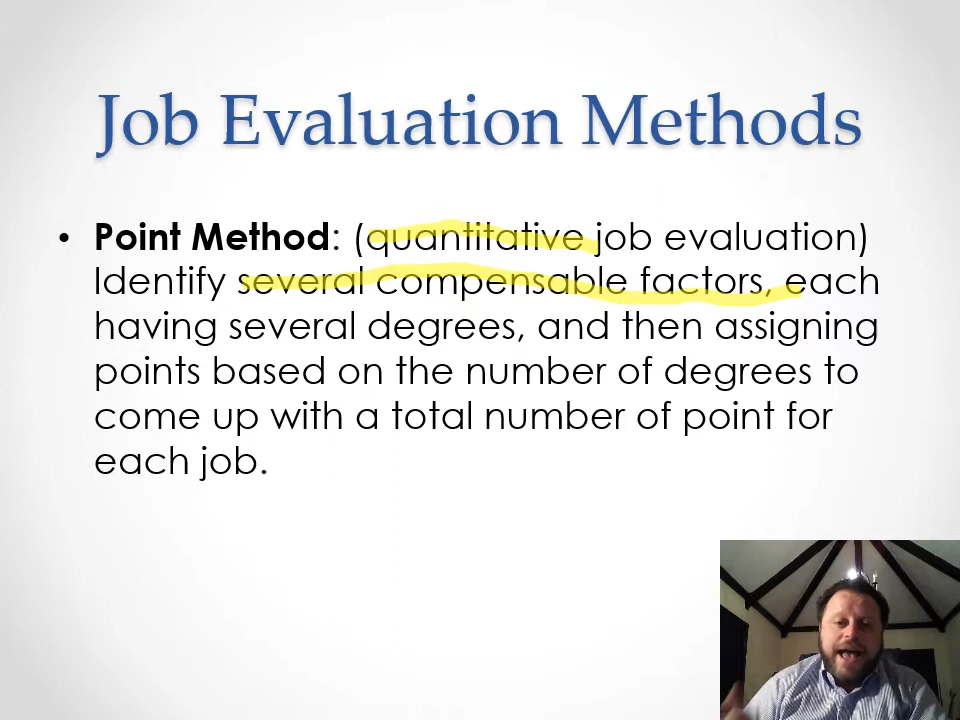 Job Evaluation Methods
• Point Method: (quantitative job evaluation)
Identify several compensable factors, each
having several degrees, and then assigning
points based on the number of degrees to
come up with a total number of point for
each job.